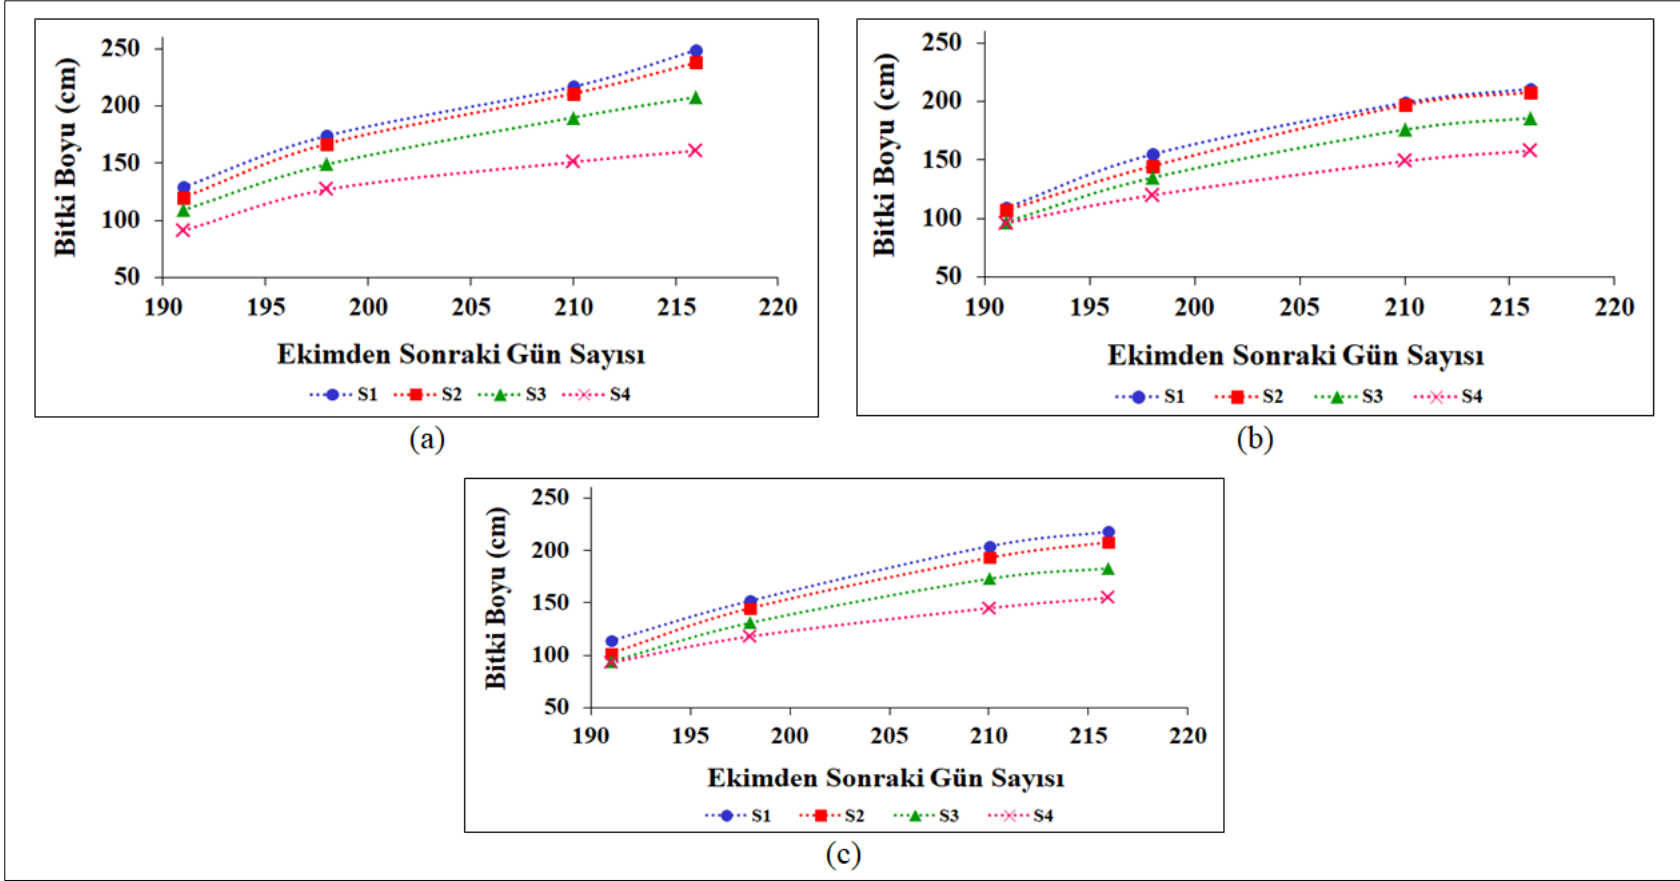 250
200
150
100
50
Bitki Boyu (cm)
190 195 200 205 210 215 220
Ekimden Sonraki Gün Sayısı
S1 S2 S3 S4
(a)
250
200
150
100
50
Bitki Boyu (cm)
190 195 200 205 210 215 220
Ekimden Sonraki Gün Sayısı
S1 S2 S3 S4
(b)
250
200
150
100
50
Bitki Boyu (cm)
190 195 200 205 210 215 220
Ekimden Sonraki Gün Sayısı
S1 S2 S3 S4
(c)